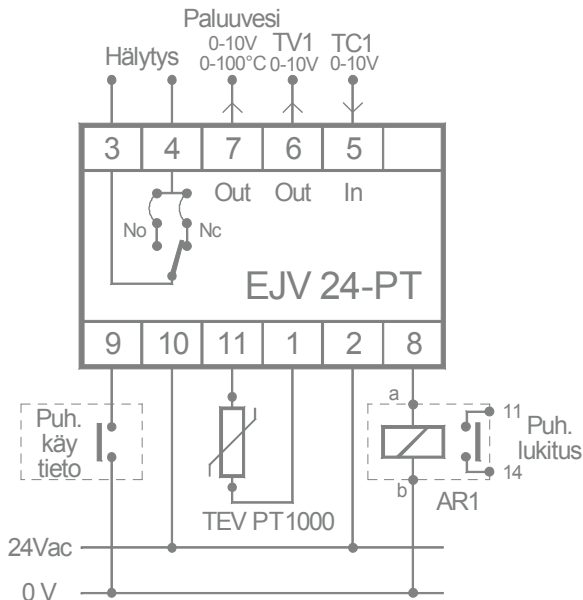 Paluuvesi
Hälytys
0-10V
0-100°C
TV1
0-10V
TC1
0-10V
3 4 7 6 5
Out Out In
No Nc
EJV 24-PT
9 10 11 1 2 8
Puh.
käy
tieto
a
b
11
14
Puh.
lukitus
AR1
TEV PT1000
24Vac
0 V